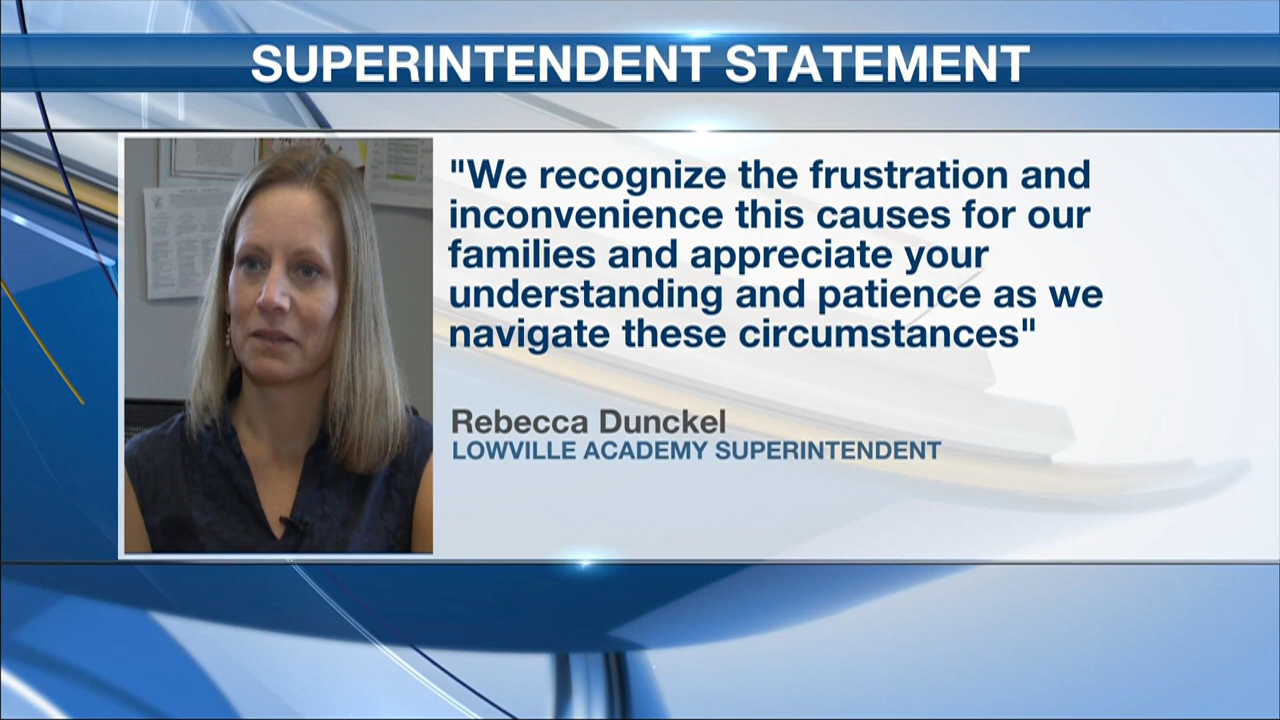 SUPERINTENDENT STATEMENT
"We recognize the frustration and
inconvenience this causes for our
families and appreciate your
understanding and patience as we
navigate these circumstances"
Rebecca Dunckel
LOWVILLE ACADEMY SUPERINTENDENT